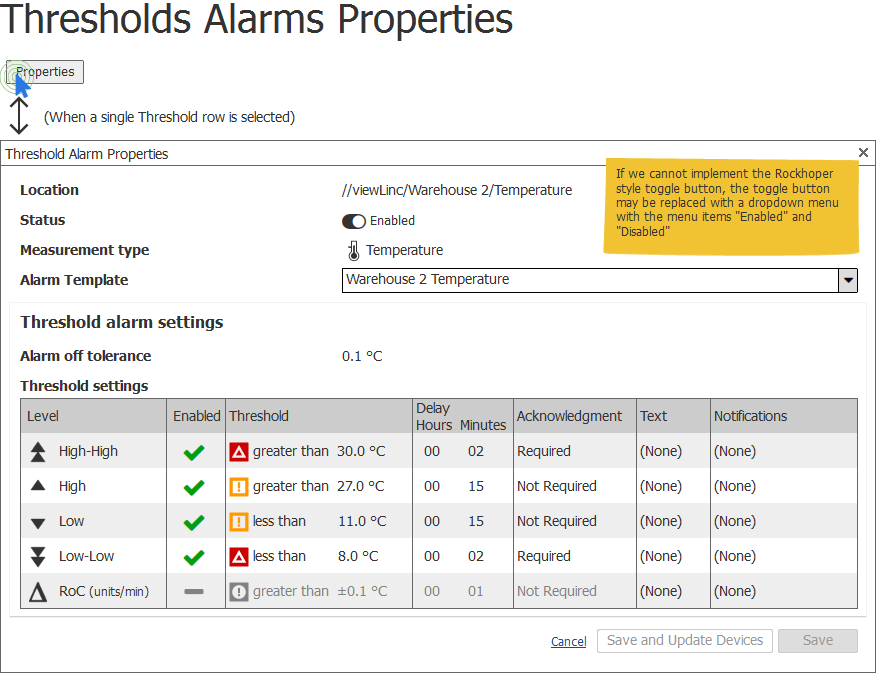 Thresholds Alarms Properties
Properties
(When a single Threshold row is selected)
Threshold Alarm Properties
Location //viewLinc/Warehouse 2/Temperature
If we cannot implement the Rockhoper
style toggle button, the toggle button
may be replaced with a dropdown menu
with the menu items "Enabled" and
"Disabled"
Status Enabled
Measurement type Temperature
Alarm Template Warehouse 2 Temperature
Threshold alarm settings
Alarm off tolerance 0.1 °C
Threshold settings
Level Enabled Threshold Delay Hours Minutes Acknowledgment Text Notifications
High-High greater than 30.0 °C 00 02 Required (None) (None)
High greater than 27.0 °C 00 15 Not Required (None) (None)
Low less than 11.0 °C 00 15 Not Required (None) (None)
Low-Low less than 8.0 °C 00 02 Required (None) (None)
RoC (units/min) greater than ±0.1 °C 00 01 Not Required (None) (None)
Cancel Save and Update Devices Save